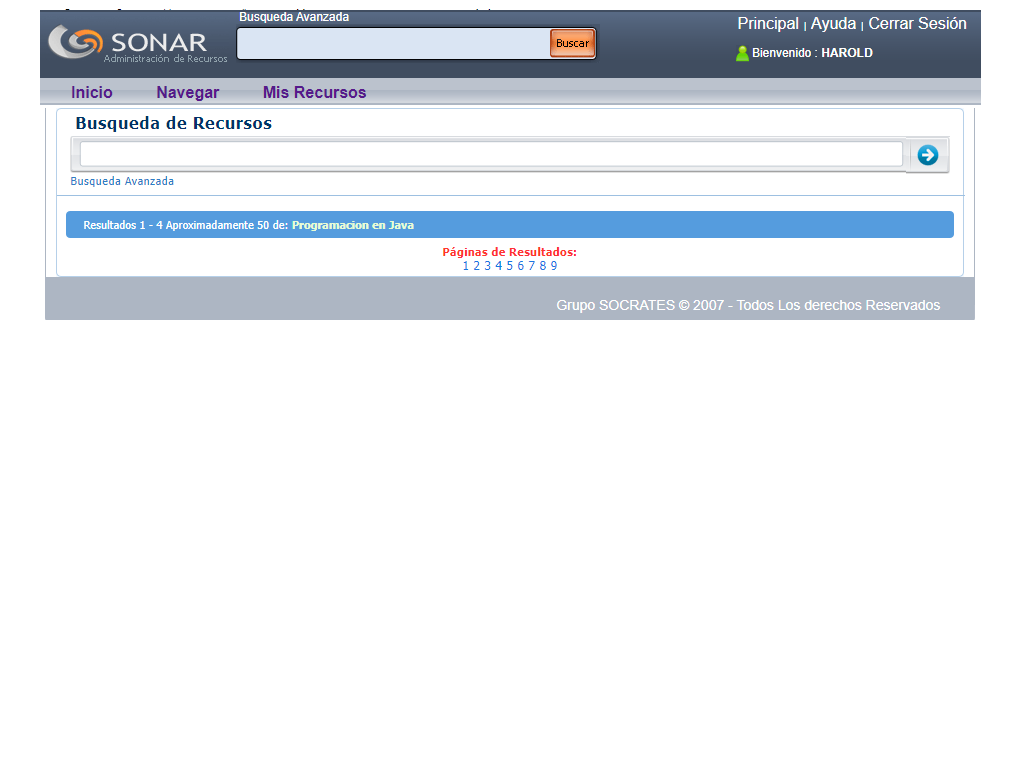 Busqueda Avanzada
Buscar
SONAR
Administración de Recursos
Principal | Ayuda | Cerrar Sesión
Bienvenido : HAROLD
Inicio Navegar Mis Recursos
Busqueda de Recursos
Busqueda Avanzada
Resultados 1 - 4 Aproximadamente 50 de: Programacion en Java
Páginas de Resultados:
1 2 3 4 5 6 7 8 9
Grupo SOCRATES © 2007 - Todos Los derechos Reservados